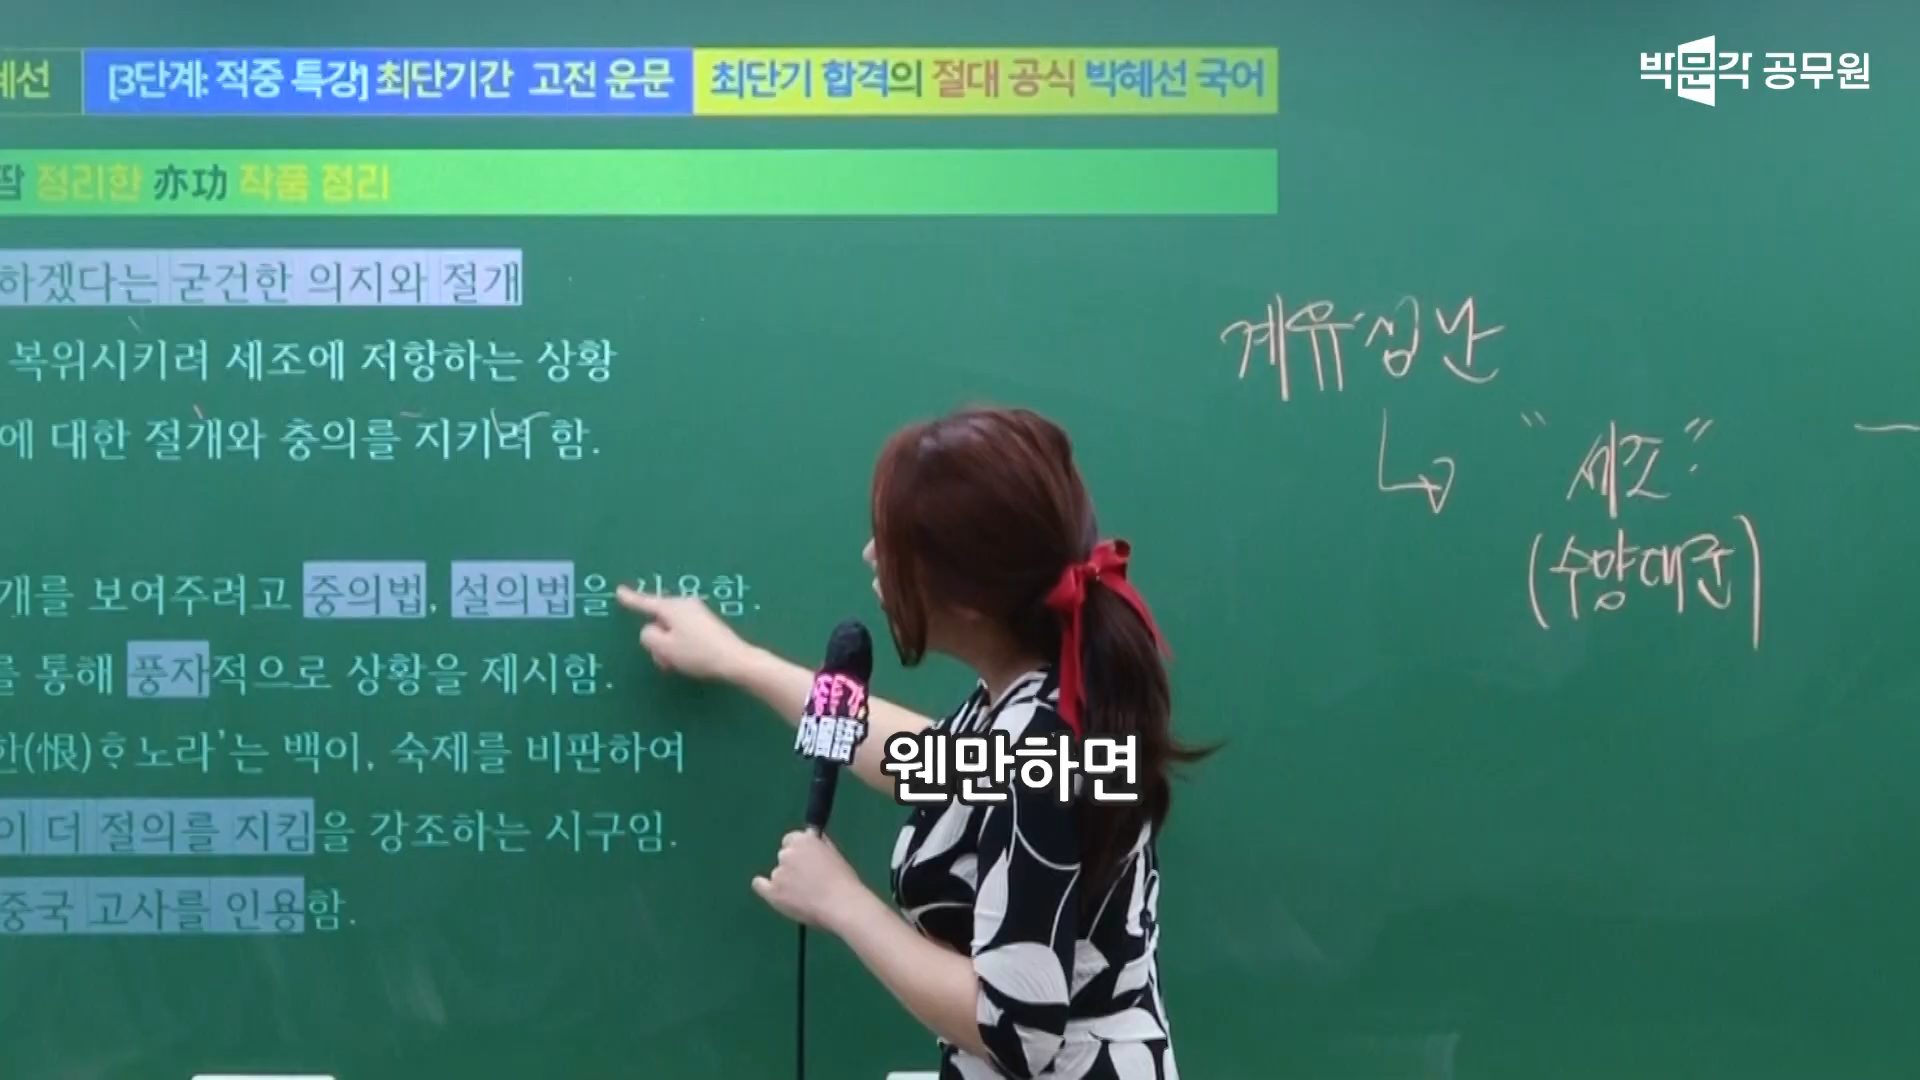 박문각 공무원
혜선 [3단계: 적중 특강] 최단기간 고전 운문 최단기 합격의 절대 공식 박혜선 국어
정리한 亦功 작품 정리
하겠다는 굳건한 의지와 절개
복위시키려 세조에 저항하는 상황
에 대한 절개와 충의를 지키려 함.
개를 보여주려고 중의법, 설의법을 사용함.
를 통해 풍자적으로 상황을 제시함.
한(恨)ᄒᆞ노라'는 백이, 숙제를 비판하여
이 더 절의를 지킴을 강조하는 시구임.
중국 고사를 인용함.
계유정난
"세조"
(수양대군)
웬만하면